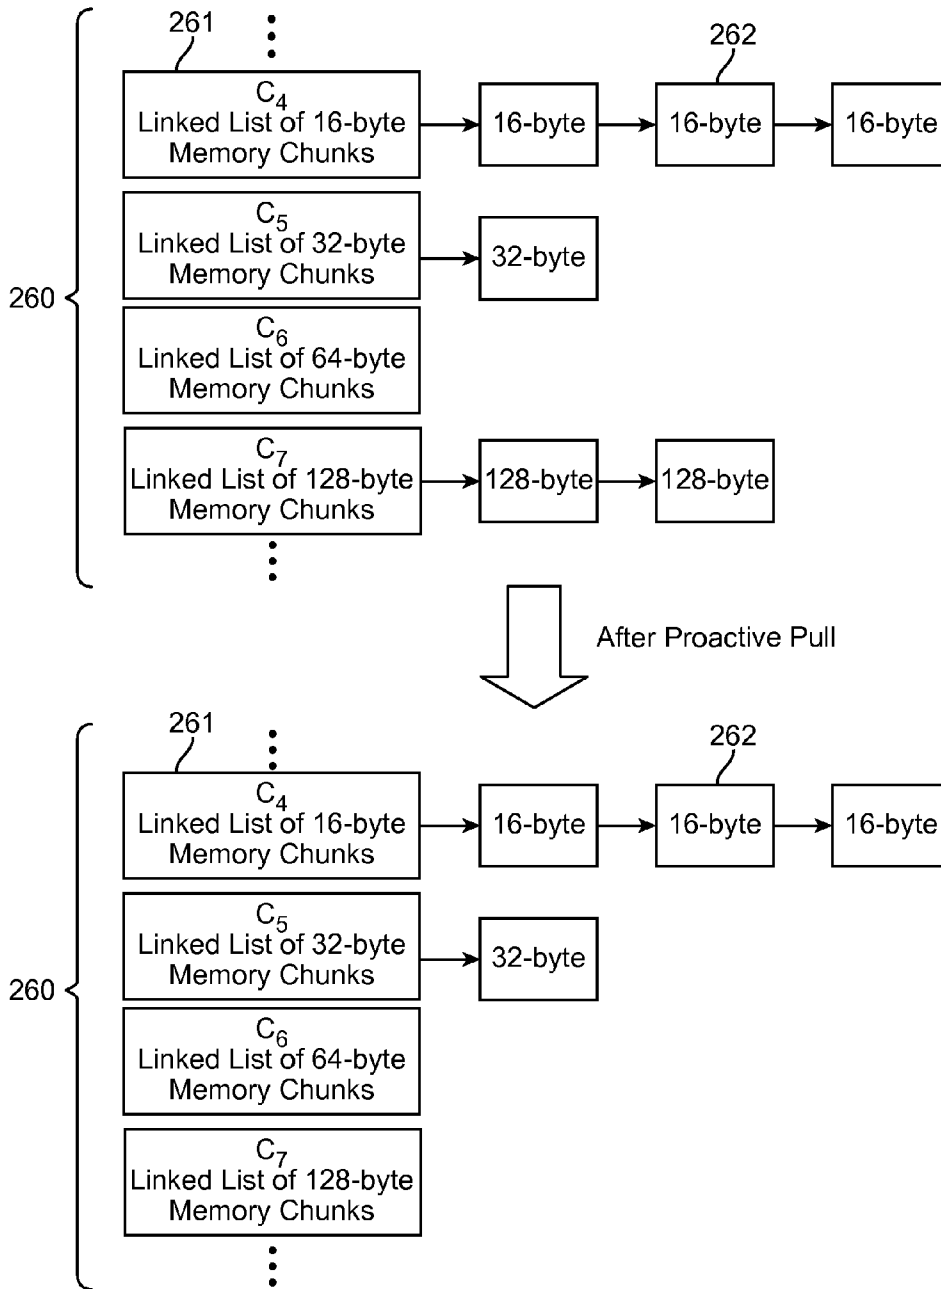 261
262
C4
Linked List of 16-byte
Memory Chunks
16-byte
16-byte
16-byte
C5
Linked List of 32-byte
Memory Chunks
32-byte
260
C6
Linked List of 64-byte
Memory Chunks
C7
Linked List of 128-byte
Memory Chunks
128-byte
128-byte
After Proactive Pull
261
262
C4
Linked List of 16-byte
Memory Chunks
16-byte
16-byte
16-byte
C5
Linked List of 32-byte
Memory Chunks
32-byte
260
C6
Linked List of 64-byte
Memory Chunks
C7
Linked List of 128-byte
Memory Chunks